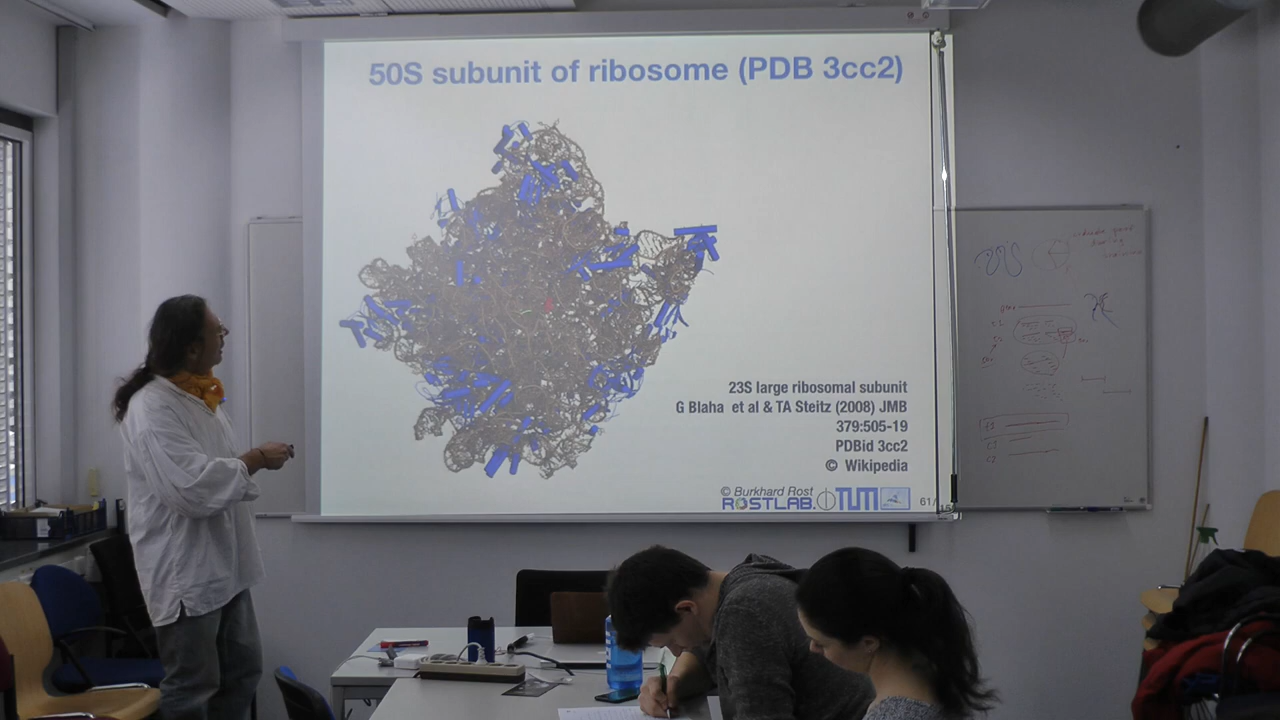 50S subunit of ribosome (PDB 3cc2)
23S large ribosomal subunit
G Blaha et al & TA Steitz (2008) JMB
379:505-19
PDBid 3cc2
© Wikipedia
© Burkhard Rost
ROSTLAB. TUM
61/